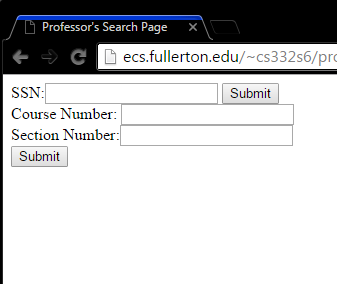 Professor's Search Page
ecs.fullerton.edu/~cs332s6/pro
SSN: Submit
Course Number:
Section Number:
Submit